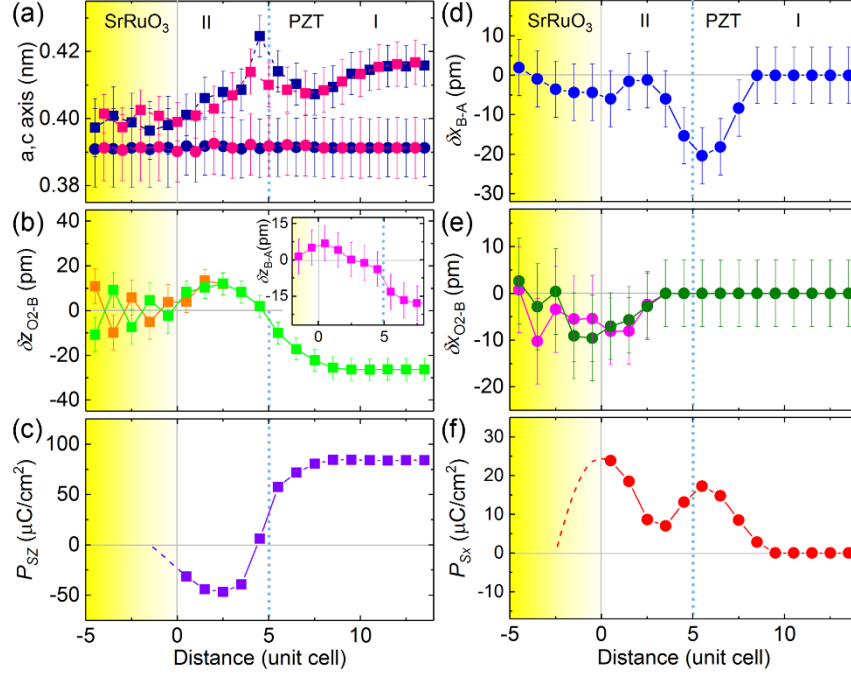 (a) SrRuO3 II PZT I
a,c axis (nm)
0.42
0.40
0.38
(b)
δzO2-B (pm)
40
20
0
-20
-40
δzB-A(pm)
15
0
-15
0 5
(c)
PSZ (μC/cm2)
100
50
0
-50
-5 0 5 10
Distance (unit cell)
(d) SrRuO3 II PZT I
δxB-A (pm)
10
0
-10
-20
-30
(e)
δxO2-B (pm)
10
0
-10
-20
(f)
PSx (μC/cm2)
30
20
10
0
-10
-5 0 5 10
Distance (unit cell)